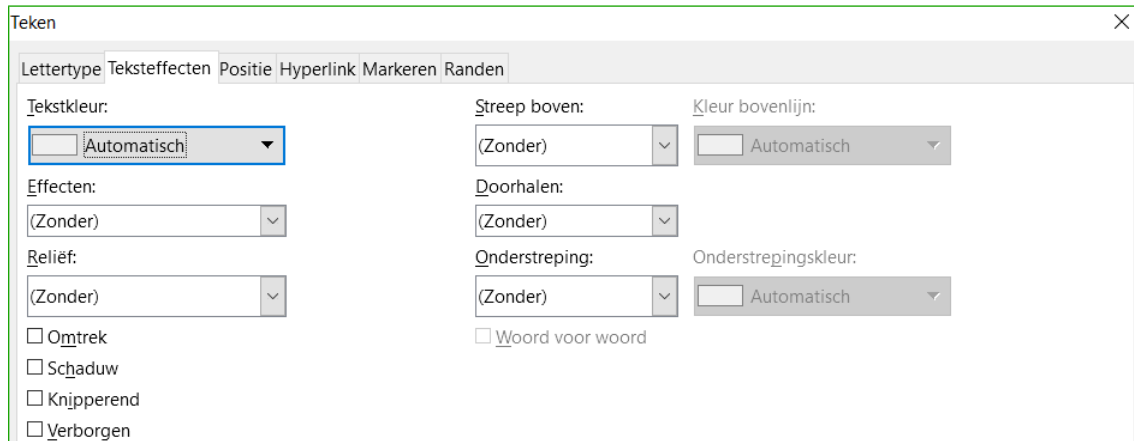 Teken
Lettertype Teksteffecten Positie Hyperlink Markeren Randen
Tekstkleur: Streep boven: Kleur bovenlijn:
Automatisch (Zonder) Automatisch
Effecten: Doorhalen:
(Zonder) (Zonder)
Reliëf: Onderstreping: Onderstrepingskleur:
(Zonder) (Zonder) Automatisch
Omtrek Woord voor woord
Schaduw
Knipperend
Verborgen